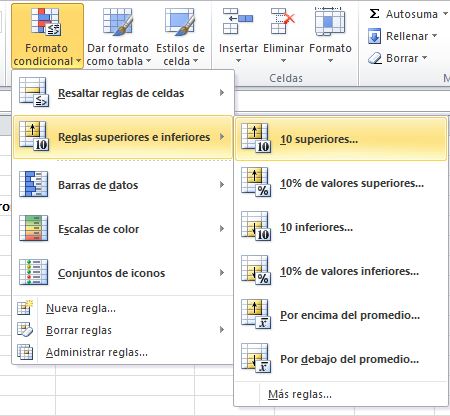 Formato condicional
Dar formato como tabla
Estilos de celda
Insertar
Eliminar
Formato
Celdas
Σ Autosuma
Rellenar
Borrar
M
Resaltar reglas de celdas
Reglas superiores e inferiores
Barras de datos
Escalas de color
Conjuntos de iconos
Nueva regla...
Borrar reglas
Administrar reglas...
10 superiores...
10% de valores superiores...
10 inferiores...
10% de valores inferiores...
Por encima del promedio...
Por debajo del promedio...
Más reglas...